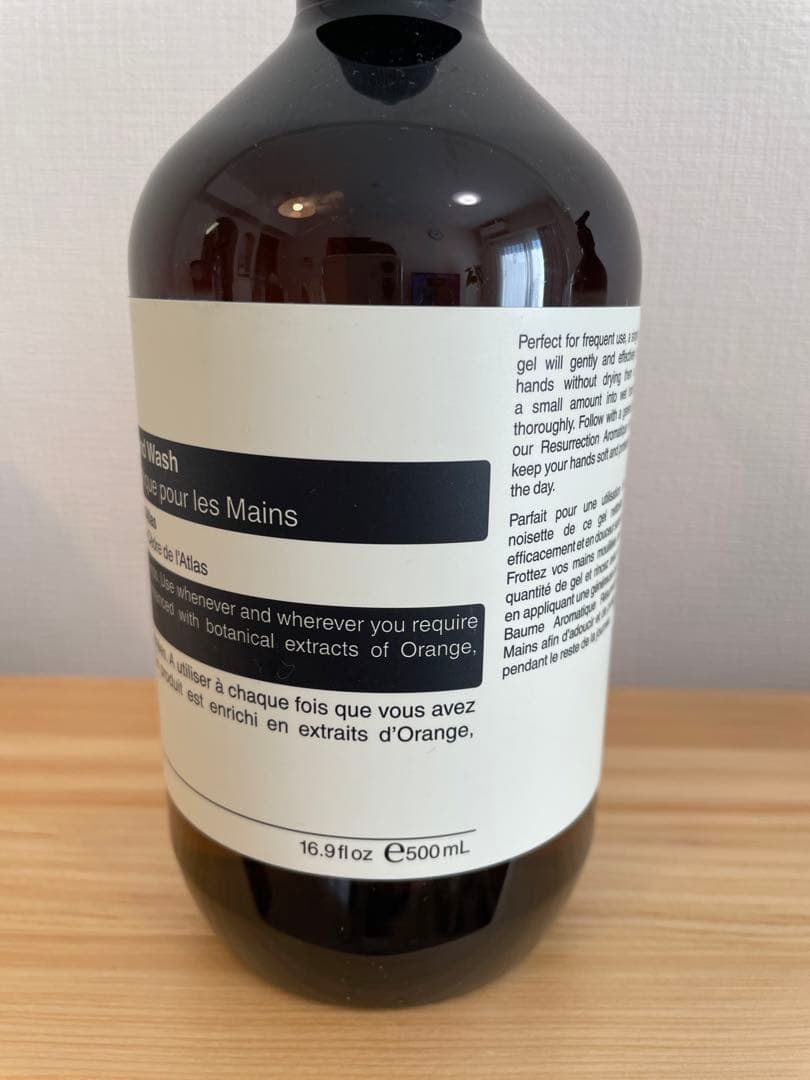 Wash
pour les Mains
de l'Atlas
Use whenever and wherever you require
with botanical extracts of Orange,
A utiliser à chaque fois que vous avez
est enrichi en extraits d'Orange,
16.9 fl oz ℮500 mL
Perfect for frequent use, a
gel will gently and
hands without drying
a small amount into wet
thoroughly. Follow with a
our Resurrection
keep your hands soft and
the day.
Parfait pour une utilisation
noisette de ce gel
efficacement et en douceur
Frottez vos mains
quantité de gel et
en appliquant une
Baume Aromatique
Mains afin d'adoucir et
pendant le reste de la journée.